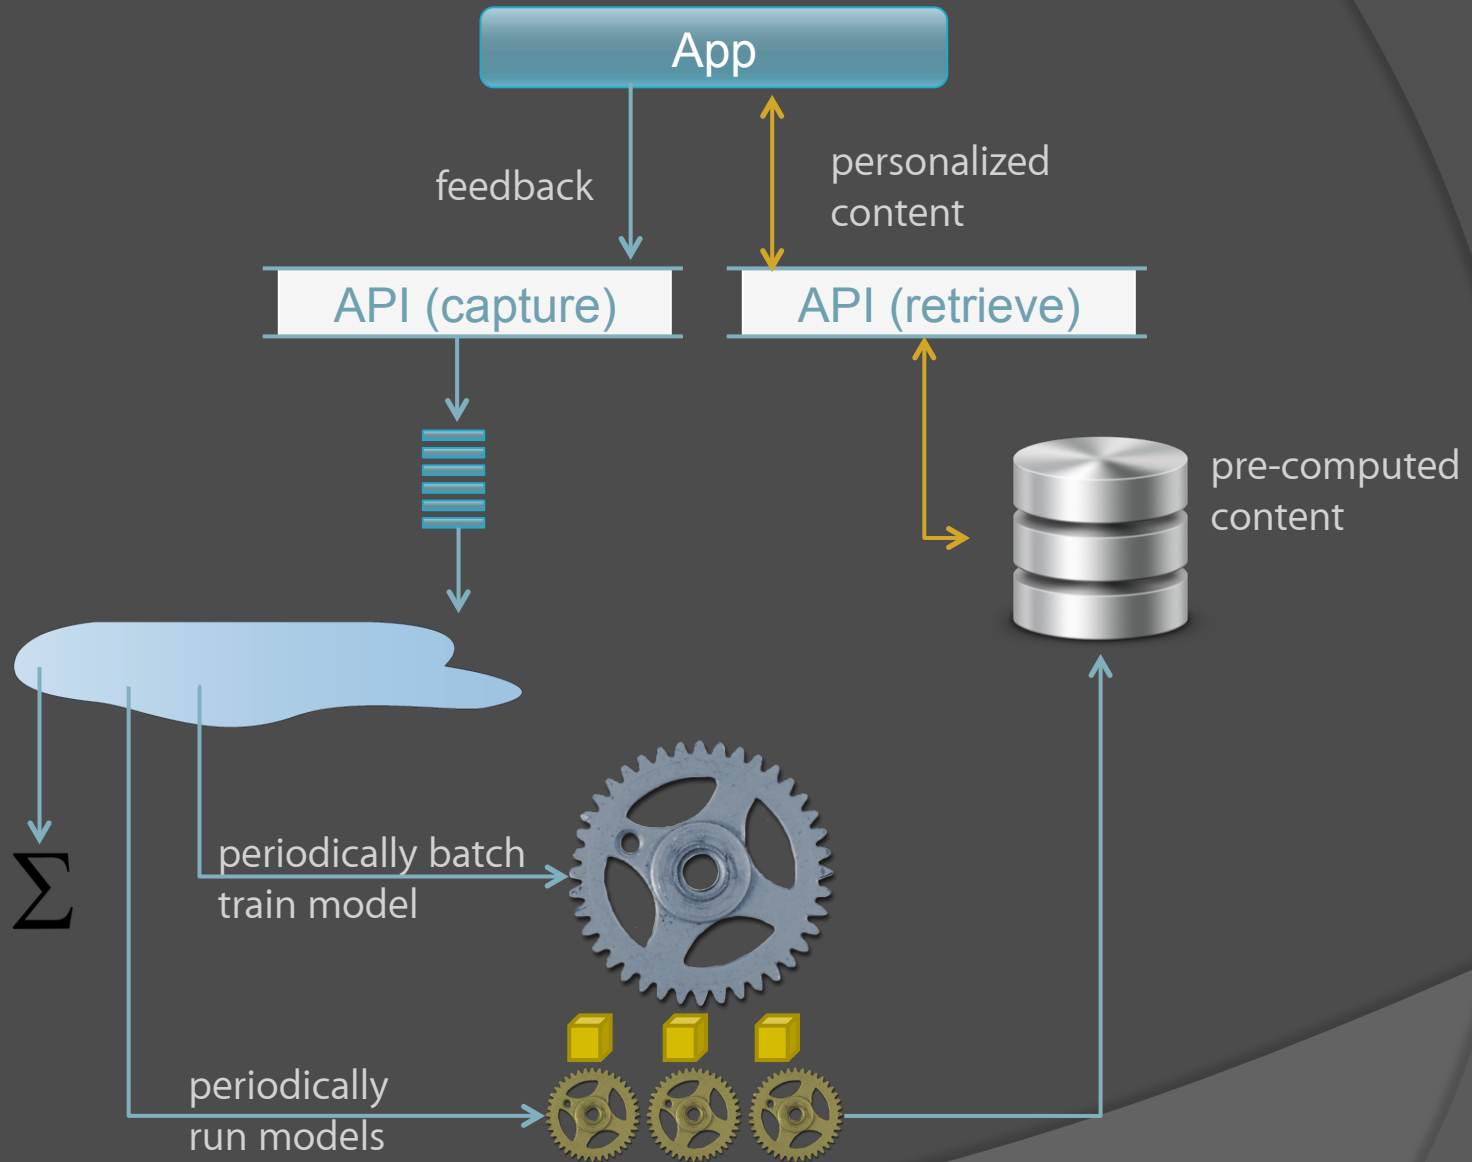 App
feedback
personalized
content
API (capture)
API (retrieve)
pre-computed
content
periodically batch
train model
Σ
periodically
run models